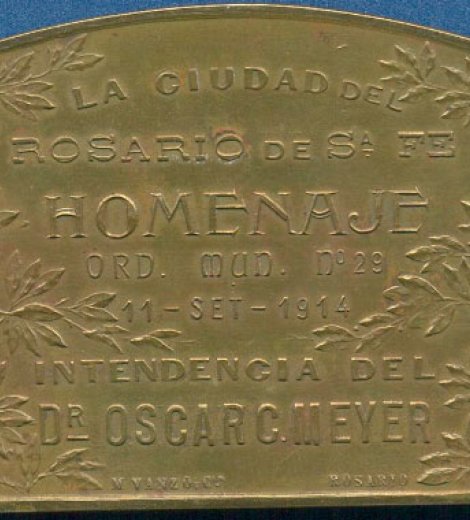 LA CIUDAD DEL
ROSARIO DE Sᴬ FE
HOMENAJE
ORD. MUN. Nº 29
11-SET-1914
INTENDENCIA DEL
Dᴿ OSCAR C. MEYER
M VANZO & Cº ROSARIO